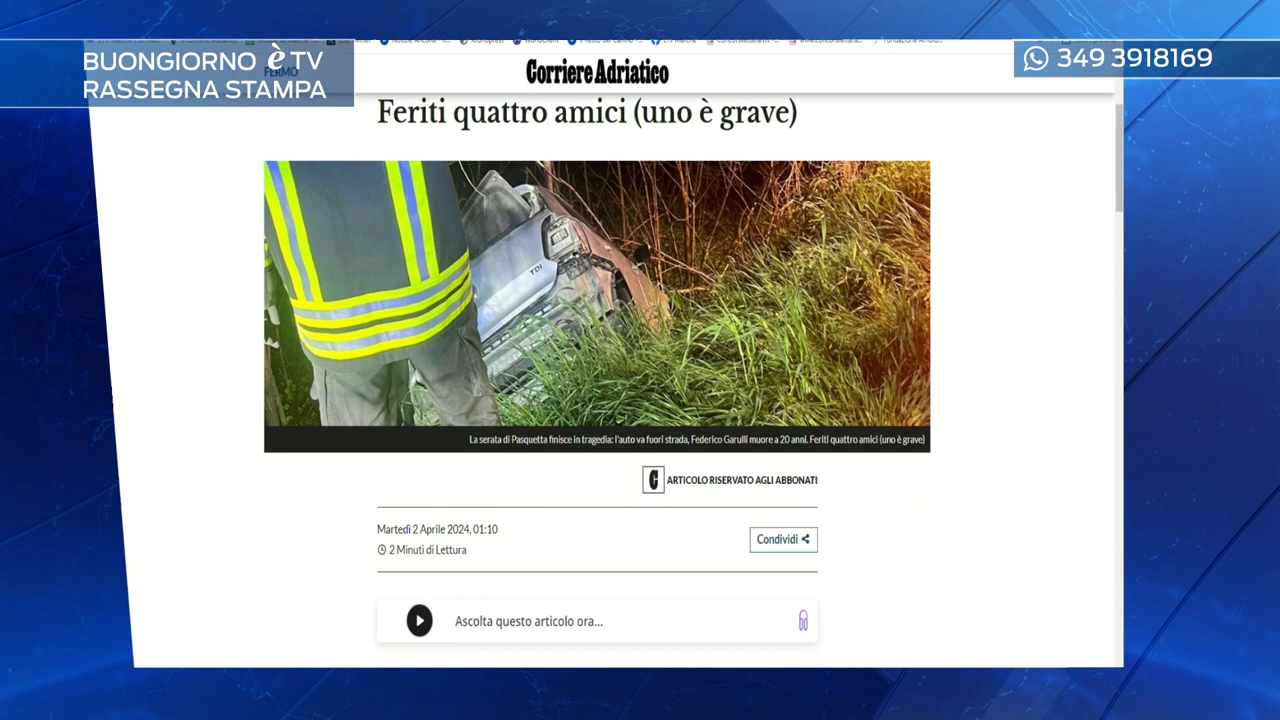 BUONGIORNO è TV
RASSEGNA STAMPA
349 3918169
FERMO
Corriere Adriatico
Feriti quattro amici (uno è grave)
TDI
La serata di Pasquetta finisce in tragedia: l'auto va fuori strada, Federico Garulli muore a 20 anni. Feriti quattro amici (uno è grave)
C ARTICOLO RISERVATO AGLI ABBONATI
Martedì 2 Aprile 2024, 01:10
2 Minuti di Lettura
Condividi
Ascolta questo articolo ora...